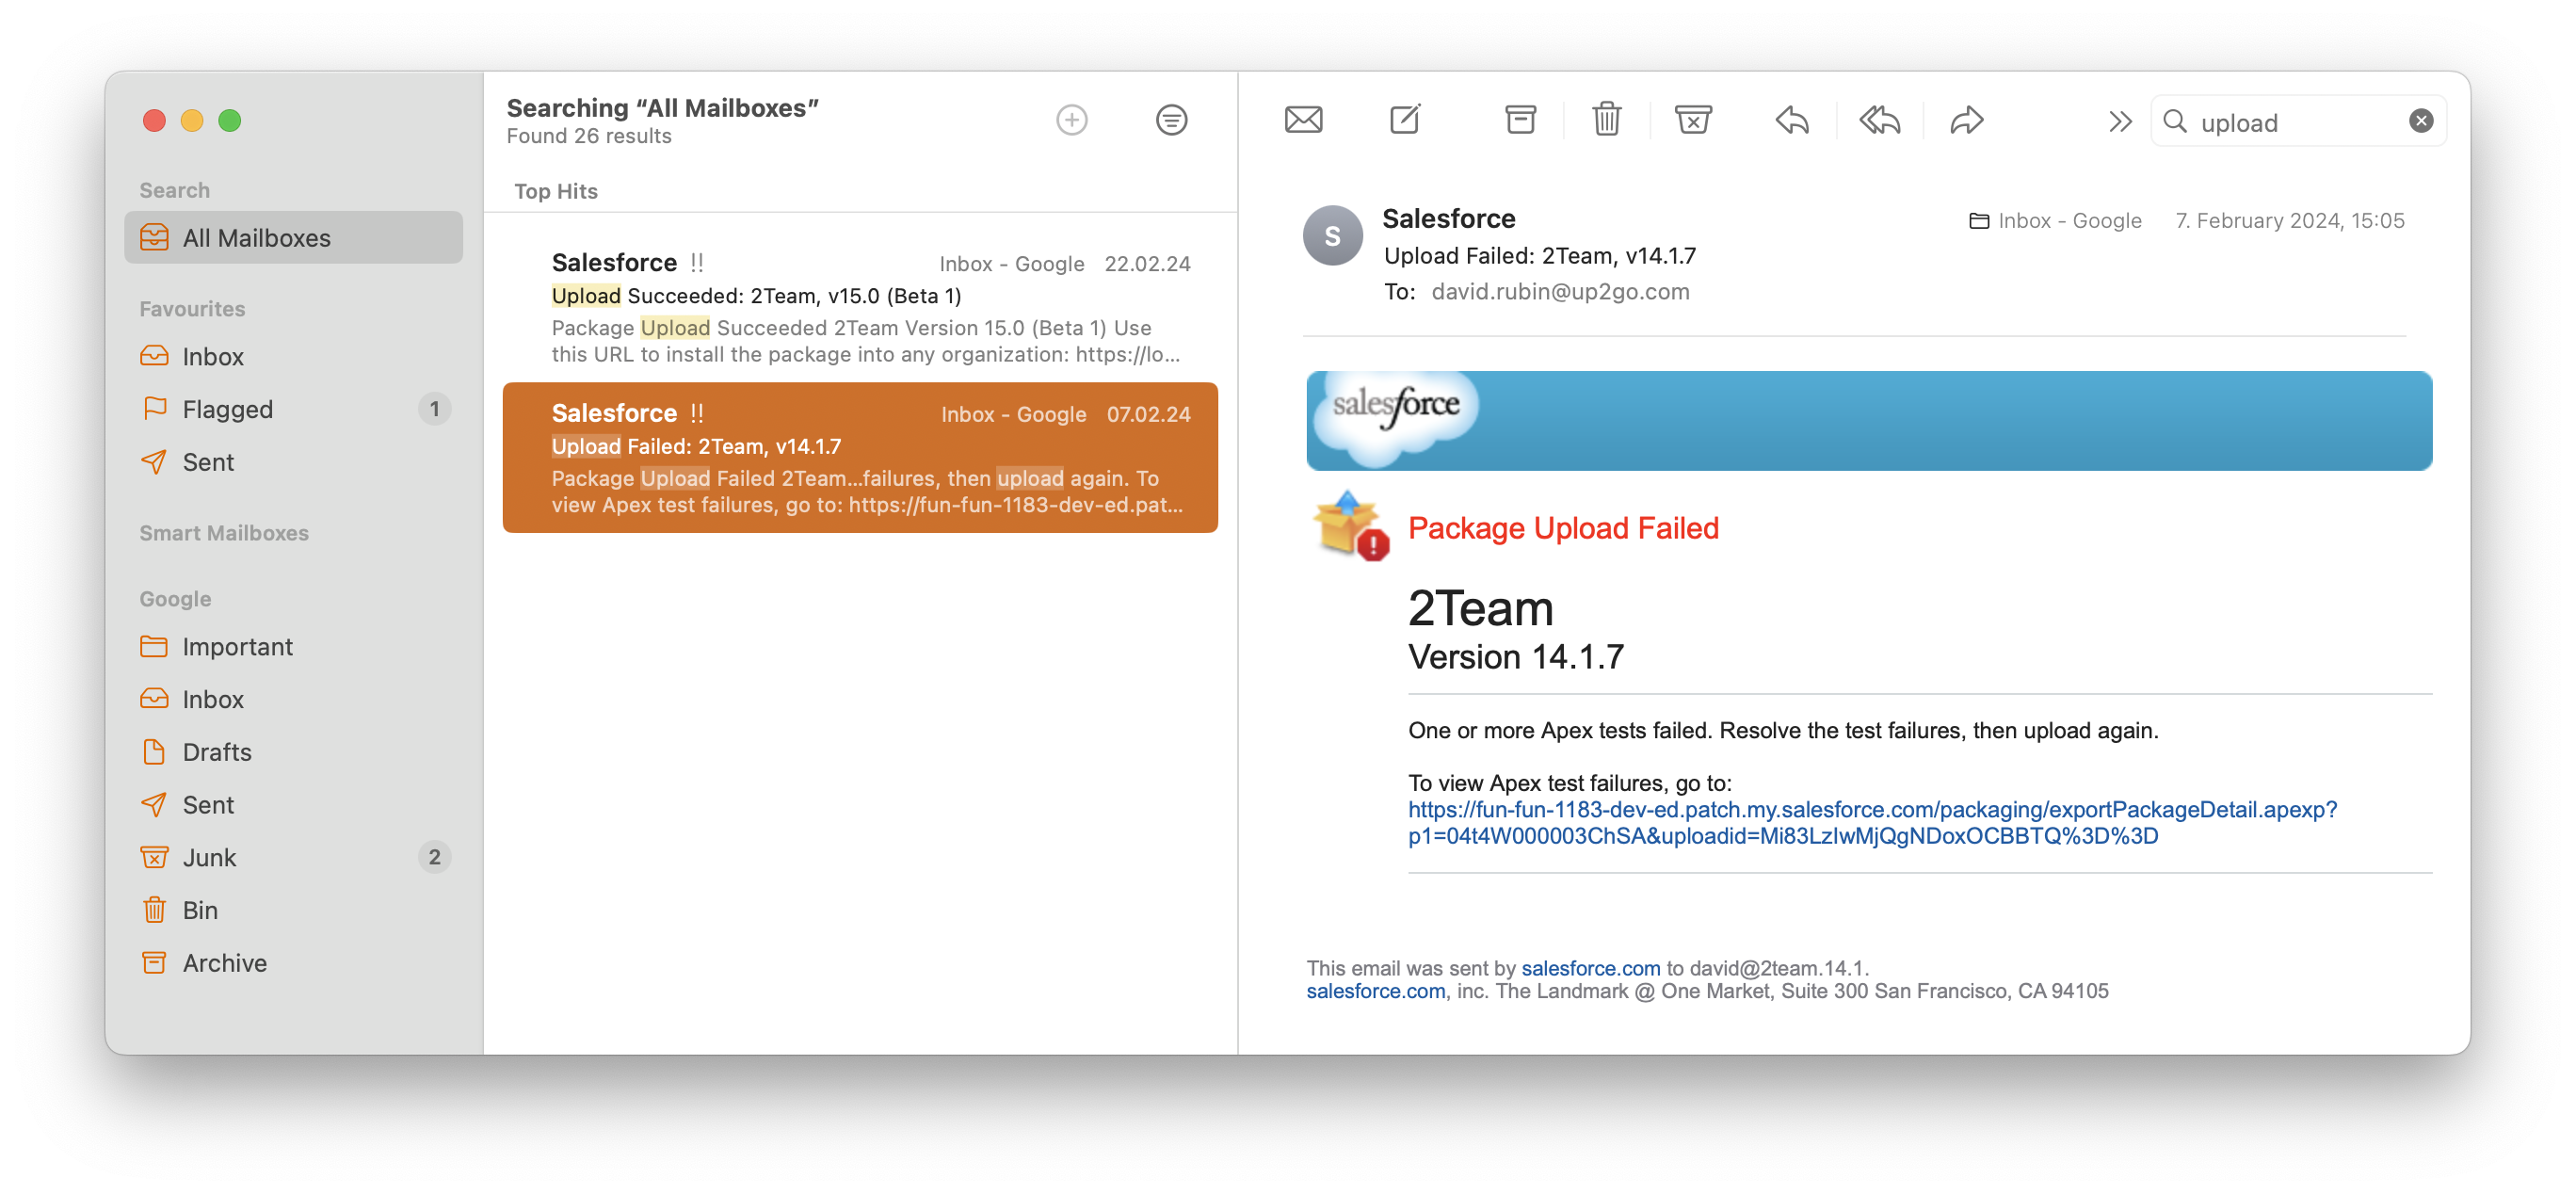 Search
All Mailboxes
Favourites
Inbox
Flagged 1
Sent
Smart Mailboxes
Google
Important
Inbox
Drafts
Sent
Junk 2
Bin
Archive
Searching “All Mailboxes”
Found 26 results
Top Hits
Salesforce !! Inbox - Google 22.02.24
Upload Succeeded: 2Team, v15.0 (Beta 1)
Package Upload Succeeded 2Team Version 15.0 (Beta 1) Use
this URL to install the package into any organization: https://lo...
Salesforce !! Inbox - Google 07.02.24
Upload Failed: 2Team, v14.1.7
Package Upload Failed 2Team...failures, then upload again. To
view Apex test failures, go to: https://fun-fun-1183-dev-ed.pat...
upload
S
Salesforce Inbox - Google 7. February 2024, 15:05
Upload Failed: 2Team, v14.1.7
To: david.rubin@up2go.com
salesforce
Package Upload Failed
2Team
Version 14.1.7
One or more Apex tests failed. Resolve the test failures, then upload again.
To view Apex test failures, go to:
https://fun-fun-1183-dev-ed.patch.my.salesforce.com/packaging/exportPackageDetail.apexp?
p1=04t4W000003ChSA&uploadid=Mi83LzIwMjQgNDoxOCBBTQ%3D%3D
This email was sent by salesforce.com to david@2team.14.1.
salesforce.com, inc. The Landmark @ One Market, Suite 300 San Francisco, CA 94105